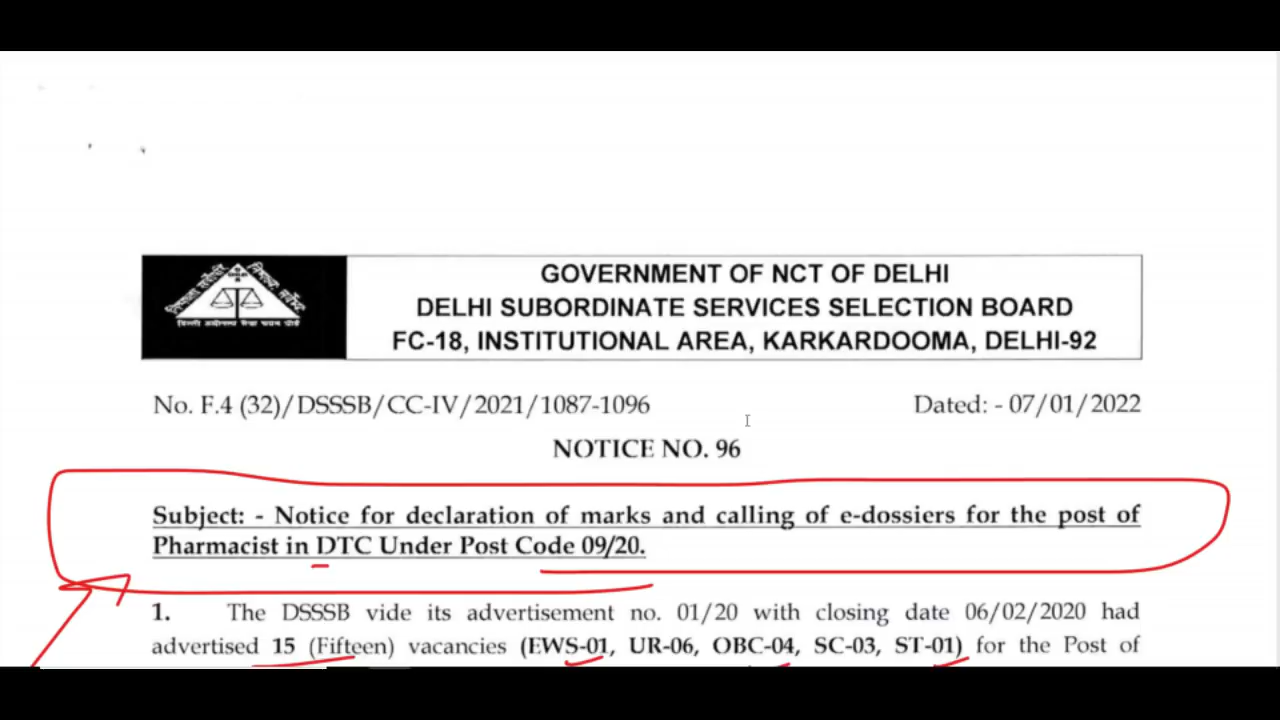 GOVERNMENT OF NCT OF DELHI
DELHI SUBORDINATE SERVICES SELECTION BOARD
FC-18, INSTITUTIONAL AREA, KARKARDOOMA, DELHI-92
No. F.4 (32)/DSSSB/CC-IV/2021/1087-1096 Dated: - 07/01/2022
NOTICE NO. 96
Subject: - Notice for declaration of marks and calling of e-dossiers for the post of
Pharmacist in DTC Under Post Code 09/20.
1. The DSSSB vide its advertisement no. 01/20 with closing date 06/02/2020 had
advertised 15 (Fifteen) vacancies (EWS-01, UR-06, OBC-04, SC-03, ST-01) for the Post of